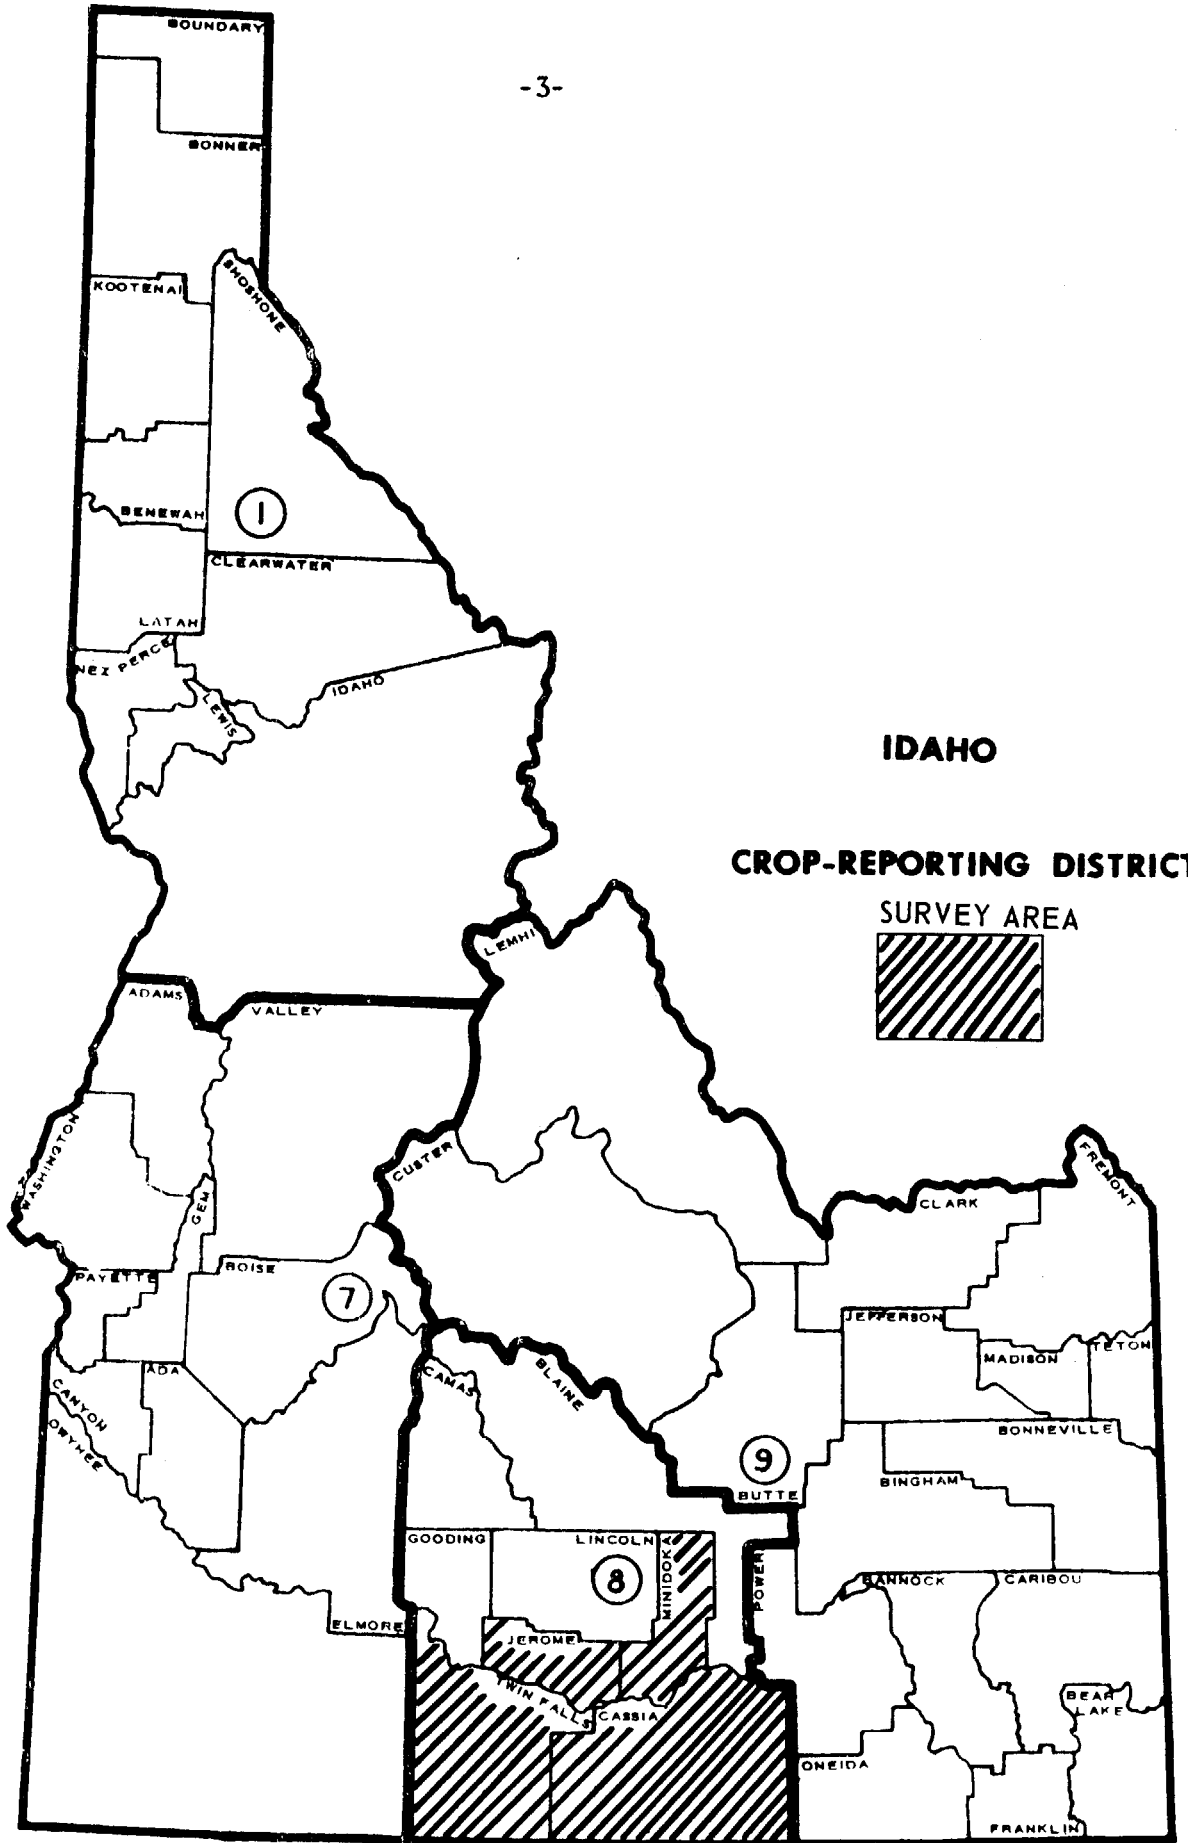 BOUNDARY
-3-
BONNER
SHOSHONE
KOOTENAI
BENEWAH
1
CLEARWATER
LATAH
NEZ PERCE
IDAHO
LEWIS
IDAHO
CROP-REPORTING DISTRICT
SURVEY AREA
LEMHI
ADAMS
VALLEY
WASHINGTON
CUSTER
FREMONT
GEM
CLARK
PAYETTE
BOISE
7
JEFFERSON
MADISON
TETON
ADA
CAMAS
BLAINE
CANYON
OWYHEE
BONNEVILLE
9
BINGHAM
BUTTE
GOODING
LINCOLN
MINIDOKA
8
POWER
BANNOCK
CARIBOU
ELMORE
JEROME
TWIN FALLS
CASSIA
BEAR
LAKE
ONEIDA
FRANKLIN